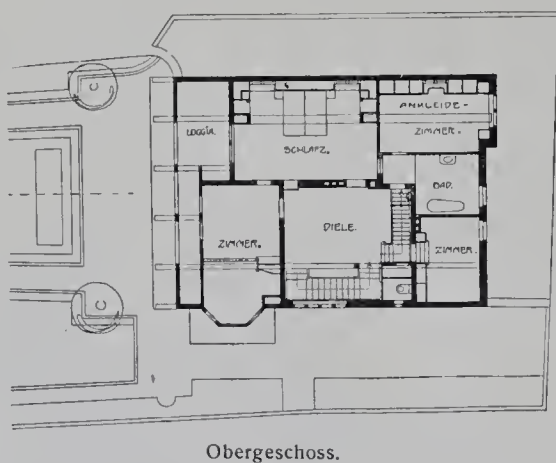 LOGGIA.
SCHLAFZ.
ANKLEIDE-
ZIMMER.
BAD.
ZIMMER.
DIELE.
ZIMMER.
Obergeschoss.